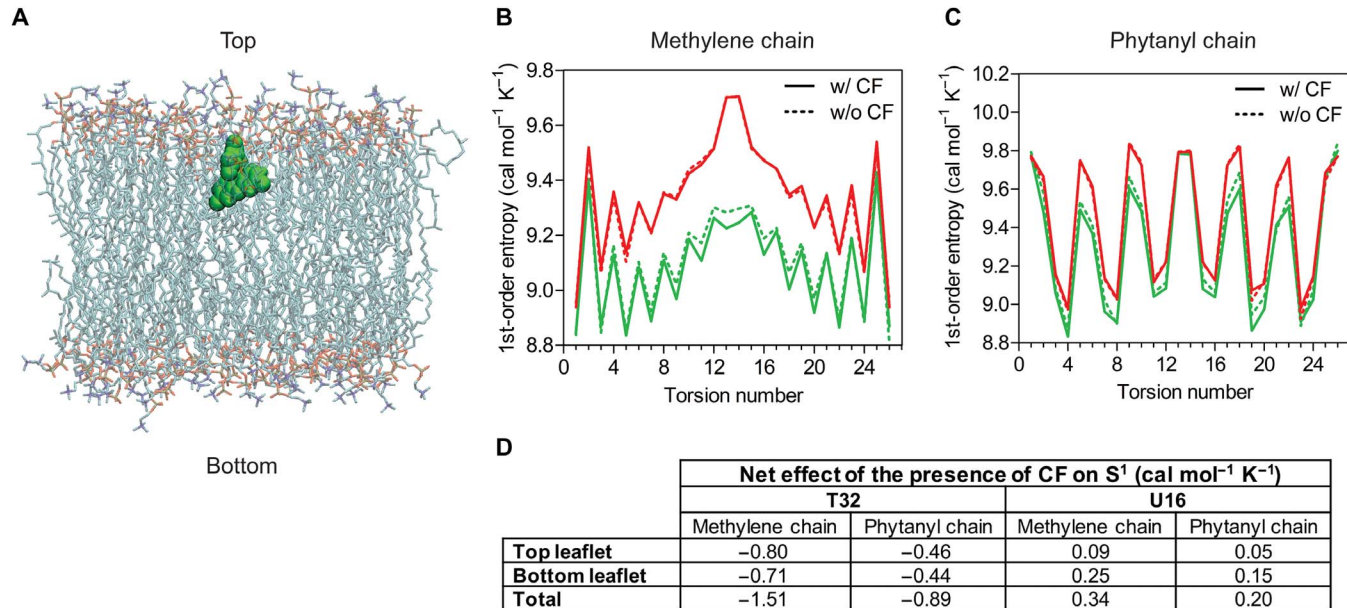 A
Top
Bottom
B
Methylene chain
1st-order entropy (cal mol⁻¹ K⁻¹)
9.8
9.6
9.4
9.2
9.0
8.8
w/ CF
w/o CF
0 4 8 12 16 20 24
Torsion number
C
Phytanyl chain
1st-order entropy (cal mol⁻¹ K⁻¹)
10.2
10.0
9.8
9.6
9.4
9.2
9.0
8.8
w/ CF
w/o CF
0 4 8 12 16 20 24
Torsion number
D
Net effect of the presence of CF on S¹ (cal mol⁻¹ K⁻¹)
T32 U16
Methylene chain Phytanyl chain Methylene chain Phytanyl chain
Top leaflet −0.80 −0.46 0.09 0.05
Bottom leaflet −0.71 −0.44 0.25 0.15
Total −1.51 −0.89 0.34 0.20